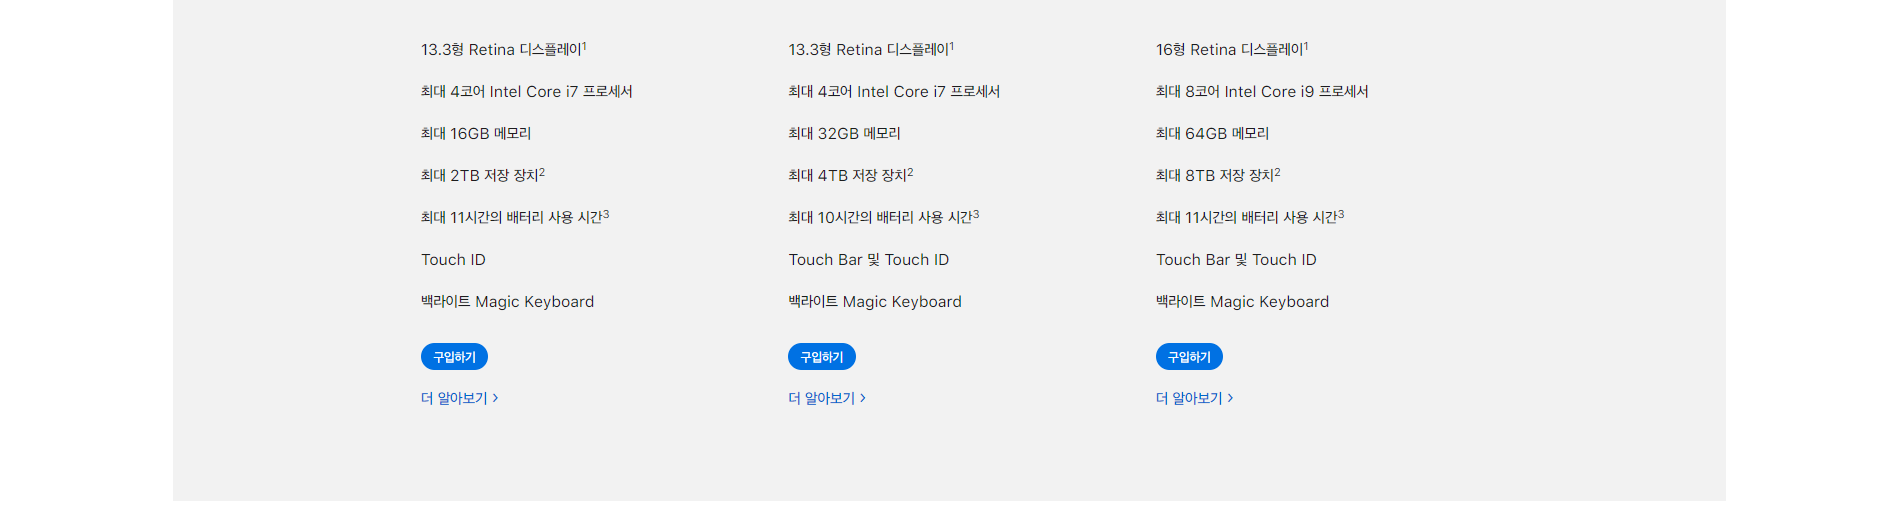 13.3형 Retina 디스플레이1
최대 4코어 Intel Core i7 프로세서
최대 16GB 메모리
최대 2TB 저장 장치2
최대 11시간의 배터리 사용 시간3
Touch ID
백라이트 Magic Keyboard
구입하기
더 알아보기 >
13.3형 Retina 디스플레이1
최대 4코어 Intel Core i7 프로세서
최대 32GB 메모리
최대 4TB 저장 장치2
최대 10시간의 배터리 사용 시간3
Touch Bar 및 Touch ID
백라이트 Magic Keyboard
구입하기
더 알아보기 >
16형 Retina 디스플레이1
최대 8코어 Intel Core i9 프로세서
최대 64GB 메모리
최대 8TB 저장 장치2
최대 11시간의 배터리 사용 시간3
Touch Bar 및 Touch ID
백라이트 Magic Keyboard
구입하기
더 알아보기 >